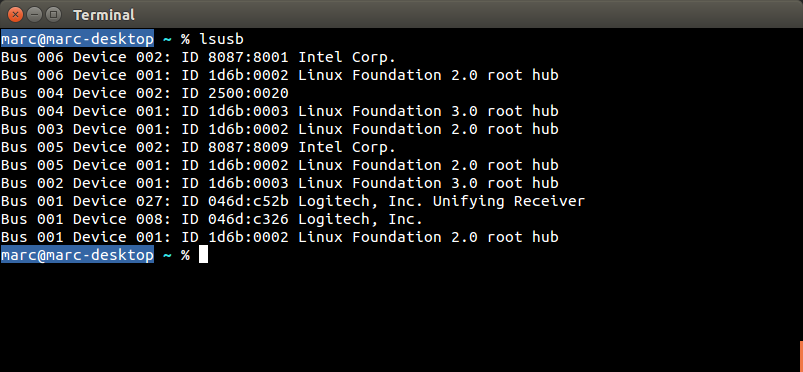 Terminal
marc@marc-desktop ~ % lsusb
Bus 006 Device 002: ID 8087:8001 Intel Corp.
Bus 006 Device 001: ID 1d6b:0002 Linux Foundation 2.0 root hub
Bus 004 Device 002: ID 2500:0020
Bus 004 Device 001: ID 1d6b:0003 Linux Foundation 3.0 root hub
Bus 003 Device 001: ID 1d6b:0002 Linux Foundation 2.0 root hub
Bus 005 Device 002: ID 8087:8009 Intel Corp.
Bus 005 Device 001: ID 1d6b:0002 Linux Foundation 2.0 root hub
Bus 002 Device 001: ID 1d6b:0003 Linux Foundation 3.0 root hub
Bus 001 Device 027: ID 046d:c52b Logitech, Inc. Unifying Receiver
Bus 001 Device 008: ID 046d:c326 Logitech, Inc.
Bus 001 Device 001: ID 1d6b:0002 Linux Foundation 2.0 root hub
marc@marc-desktop ~ %